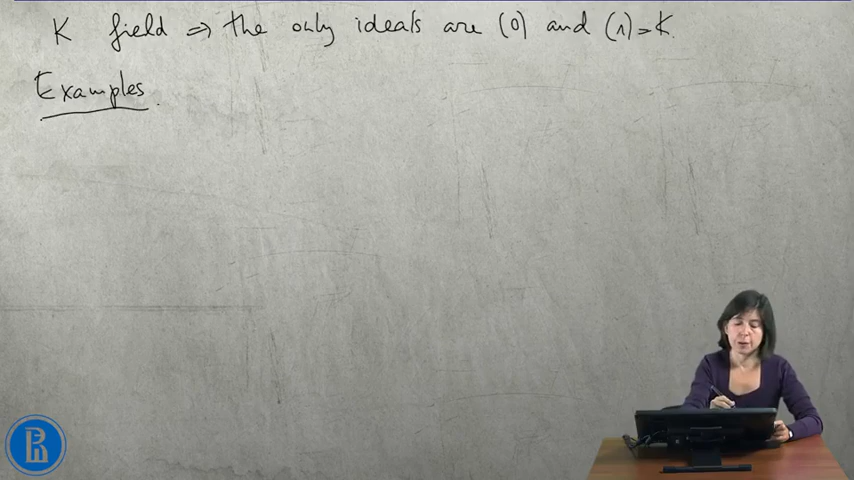 K field ⇒ the only ideals are (0) and (1)=K.
Examples.